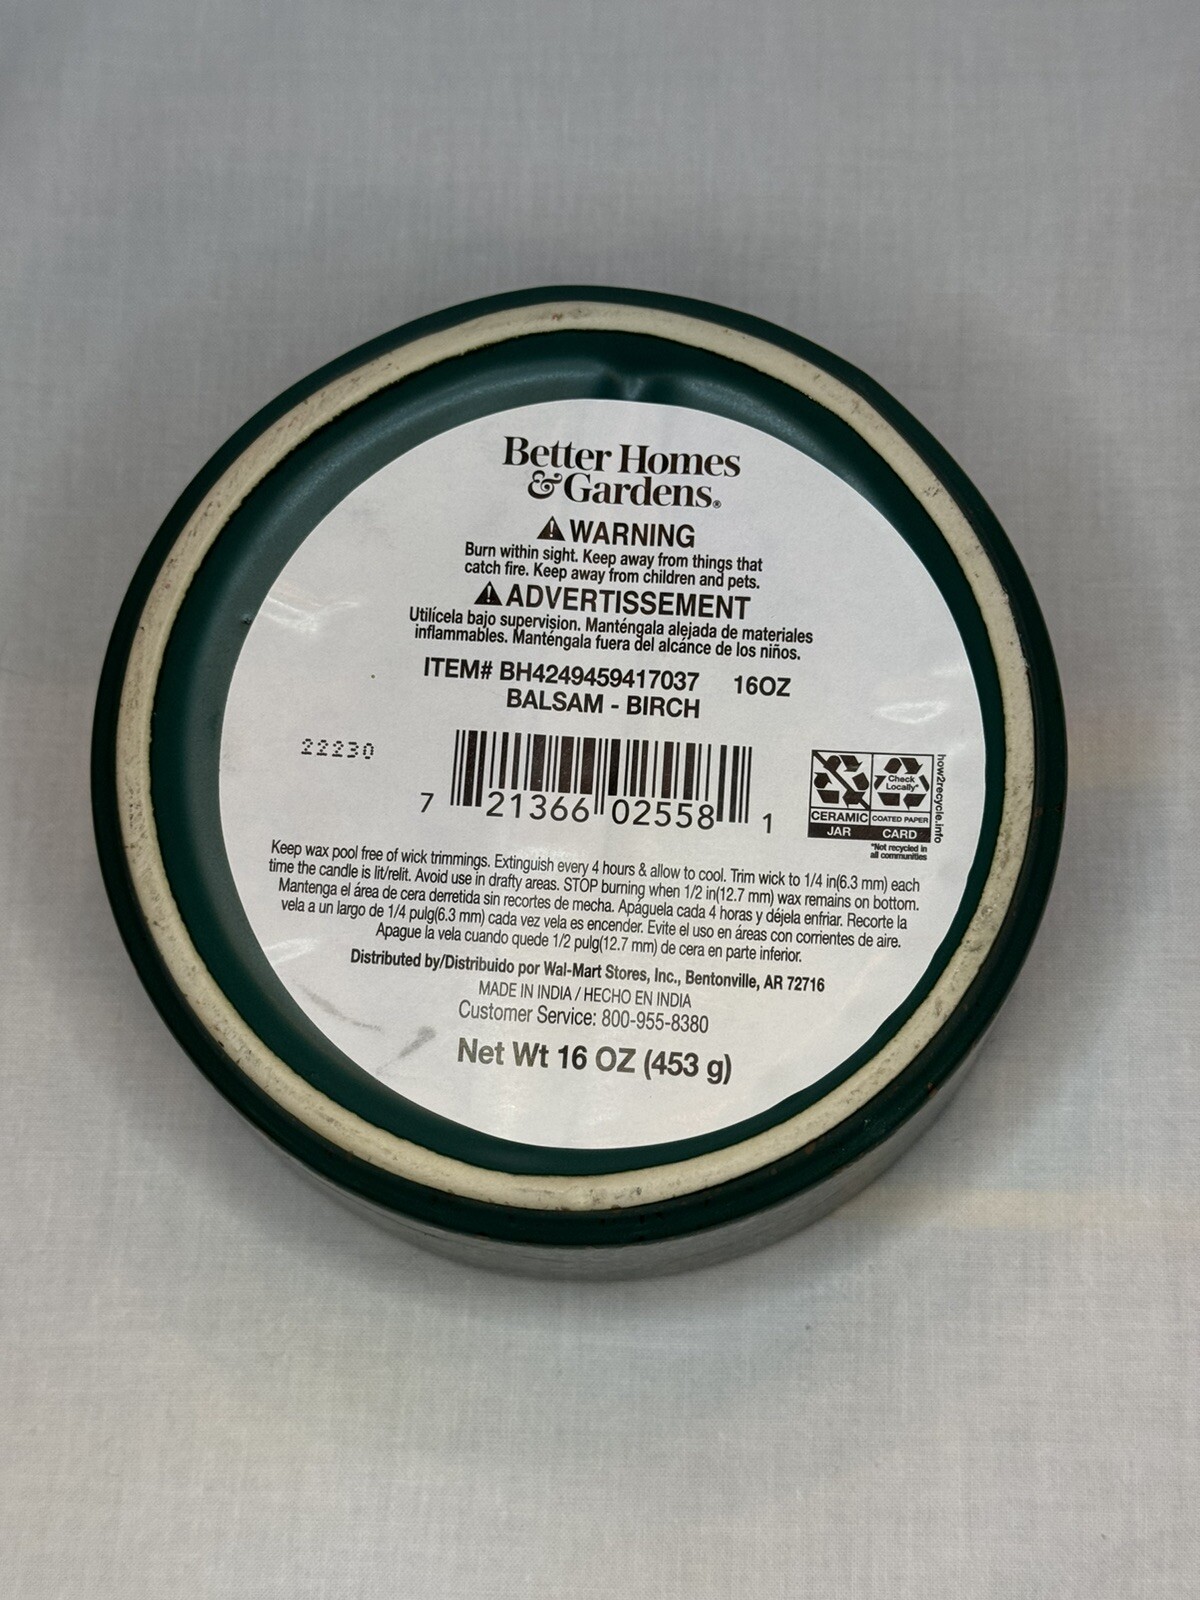 Better Homes
& Gardens®
WARNING
Burn within sight. Keep away from things that
catch fire. Keep away from children and pets.
ADVERTISSEMENT
Utilícela bajo supervision. Manténgala alejada de materiales
inflammables. Manténgala fuera del alcánce de los niños.
ITEM# BH4249459417037 16OZ
BALSAM - BIRCH
22230
7 21366 02558 1
Check
Locally*
CERAMIC COATED PAPER
JAR CARD
*Not recycled in
all communities
how2recycle.info
Keep wax pool free of wick trimmings. Extinguish every 4 hours & allow to cool. Trim wick to 1/4 in(6.3 mm) each
time the candle is lit/relit. Avoid use in drafty areas. STOP burning when 1/2 in(12.7 mm) wax remains on bottom.
Mantenga el área de cera derretida sin recortes de mecha. Apáguela cada 4 horas y déjela enfriar. Recorte la
vela a un largo de 1/4 pulg(6.3 mm) cada vez vela es encender. Evite el uso en áreas con corrientes de aire.
Apague la vela cuando quede 1/2 pulg(12.7 mm) de cera en parte inferior.
Distributed by/Distribuido por Wal-Mart Stores, Inc., Bentonville, AR 72716
MADE IN INDIA / HECHO EN INDIA
Customer Service: 800-955-8380
Net Wt 16 OZ (453 g)